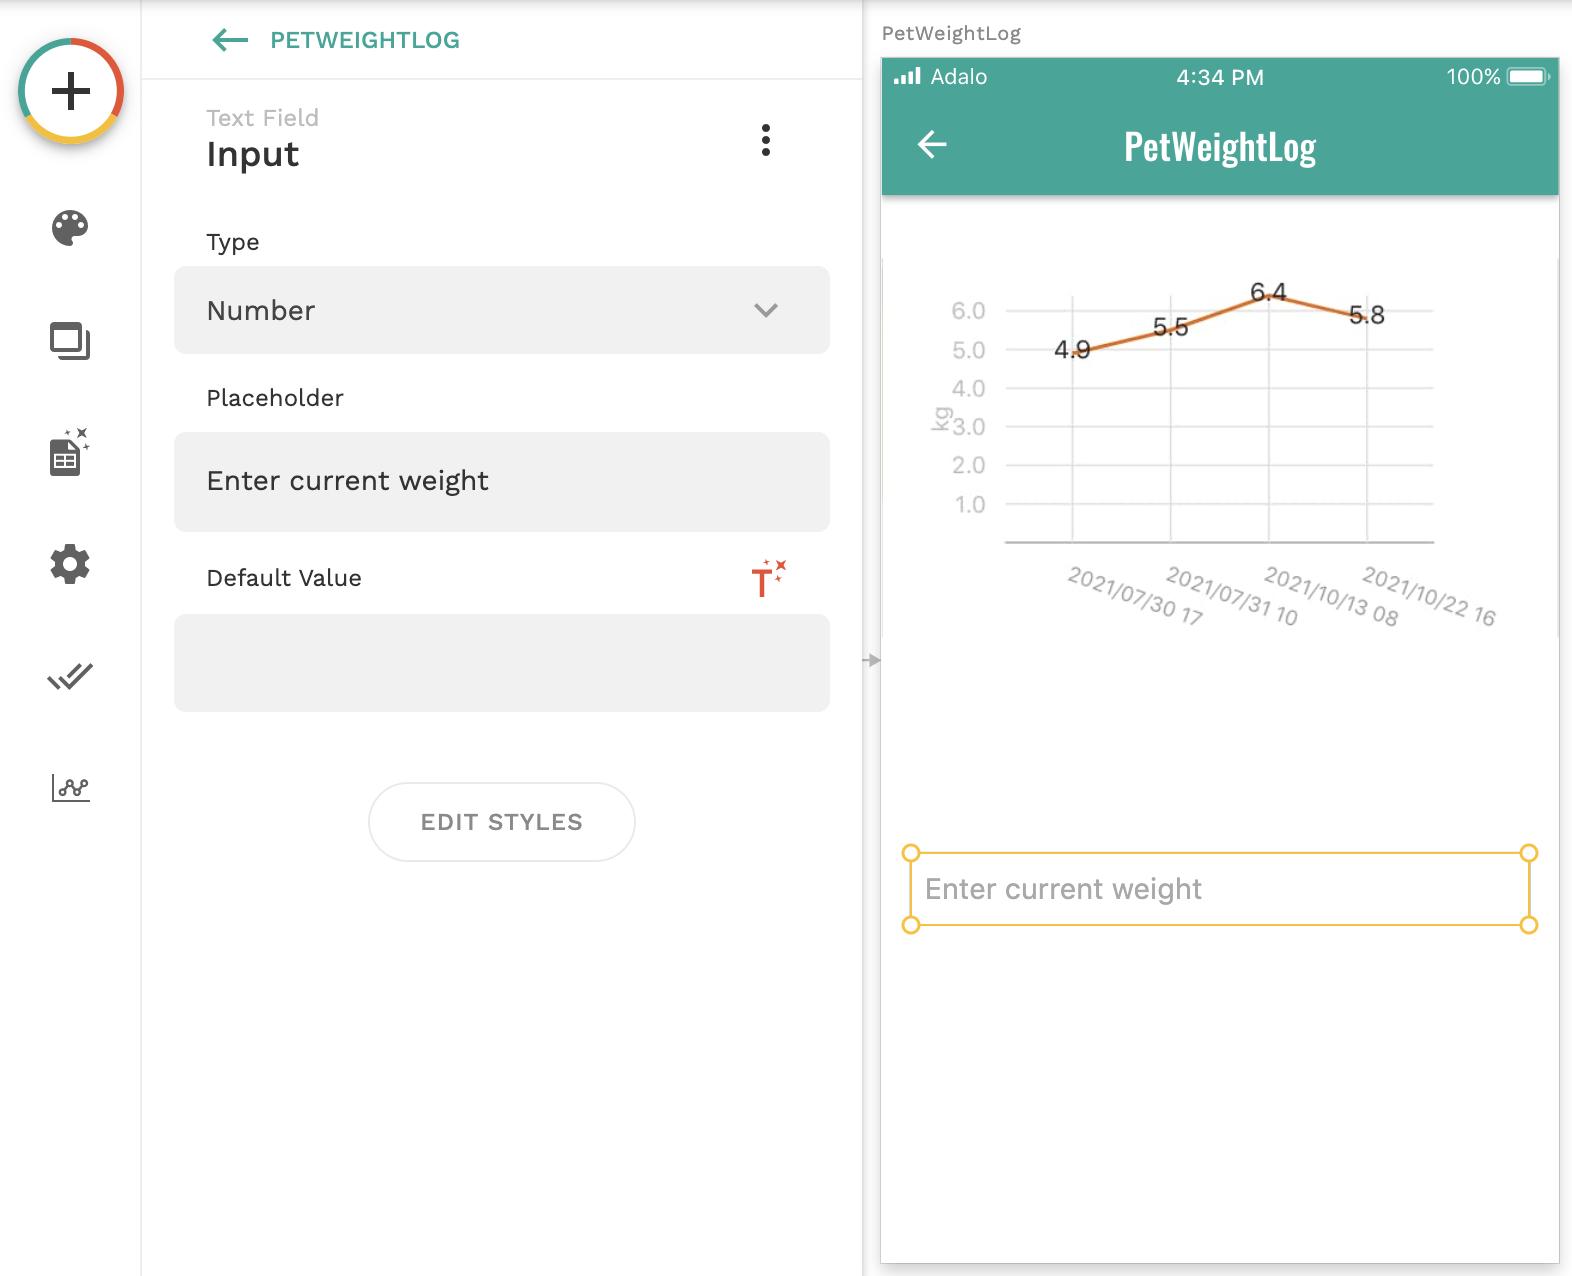 PETWEIGHTLOG
Text Field
Input
Type
Number
Placeholder
Enter current weight
Default Value
EDIT STYLES
PetWeightLog
Adalo
4:34 PM
100%
PetWeightLog
6.0
5.0
4.0
3.0
2.0
1.0
kg
4.9
5.5
6.4
5.8
2021/07/30 17
2021/07/31 10
2021/10/13 08
2021/10/22 16
Enter current weight